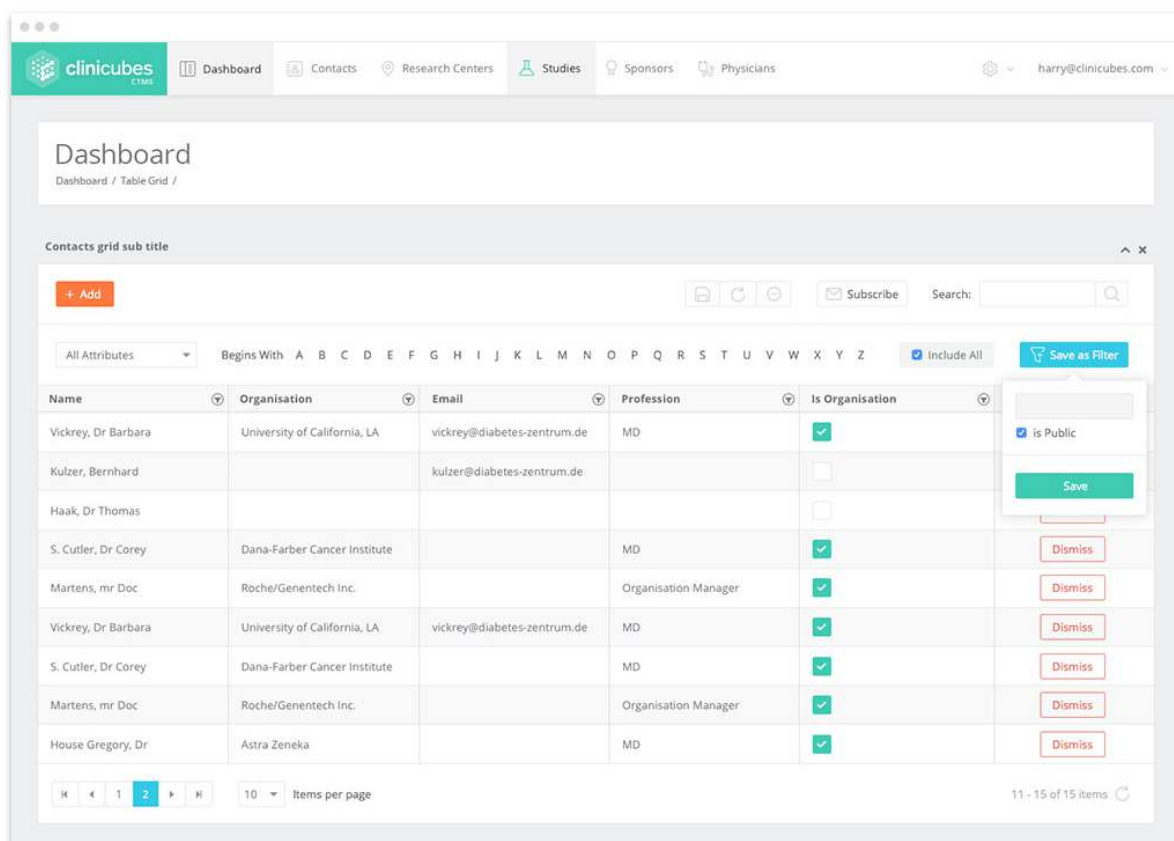 clinicubes
CTMS
Dashboard Contacts Research Centers Studies Sponsors Physicians harry@clinicubes.com
Dashboard
Dashboard / Table Grid /
Contacts grid sub title
+ Add Subscribe Search:
All Attributes Begins With A B C D E F G H I J K L M N O P Q R S T U V W X Y Z Include All Save as Filter
Name Organisation Email Profession Is Organisation
Vickrey, Dr Barbara University of California, LA vickrey@diabetes-zentrum.de MD
is Public
Kulzer, Bernhard kulzer@diabetes-zentrum.de
Save
Haak, Dr Thomas
S. Cutler, Dr Corey Dana-Farber Cancer Institute MD Dismiss
Martens, mr Doc Roche/Genentech Inc. Organisation Manager Dismiss
Vickrey, Dr Barbara University of California, LA vickrey@diabetes-zentrum.de MD Dismiss
S. Cutler, Dr Corey Dana-Farber Cancer Institute MD Dismiss
Martens, mr Doc Roche/Genentech Inc. Organisation Manager Dismiss
House Gregory, Dr Astra Zeneka MD Dismiss
1 2 10 Items per page 11 - 15 of 15 items